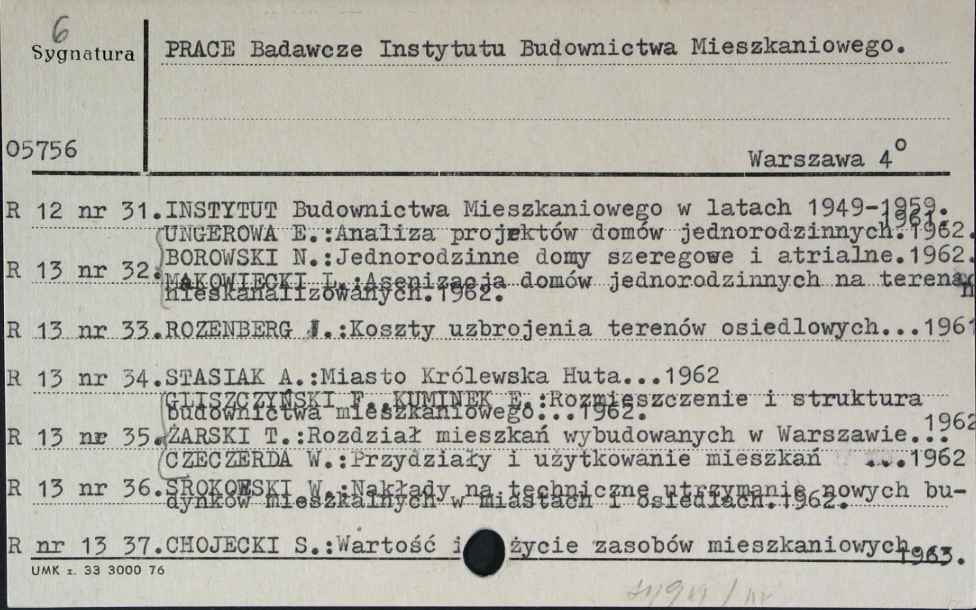 6
Sygnatura
PRACE Badawcze Instytutu Budownictwa Mieszkaniowego.
05756
Warszawa 4°
R 12 nr 31.INSTYTUT Budownictwa Mieszkaniowego w latach 1949-1959.
1961.
UNGEROWA E.:Analiza projektów domów jednorodzinnych.1962.
R 13 nr 32.BOROWSKI N.:Jednorodzinne domy szeregowe i atrialne.1962.
MAKOWIECKI L.:Asenizacja domów jednorodzinnych na terenach
nieskanalizowanych.1962.
R 13 nr 33.ROZENBERG J.:Koszty uzbrojenia terenów osiedlowych...1961
R 13 nr 34.STASIAK A.:Miasto Królewska Huta...1962
GLISZCZYŃSKI F. KUMINEK E.:Rozmieszczenie i struktura
budownictwa mieszkaniowego...1962.
R 13 nr 35.ŻARSKI T.:Rozdział mieszkań wybudowanych w Warszawie...1962
CZECZERDA W.:Przydziały i użytkowanie mieszkań ...1962
R 13 nr 36.SROKOWSKI W.:Nakłady na techniczne utrzymanie nowych bu-
dynków mieszkalnych w miastach i osiedlach.1962.
R nr 13 37.CHOJECKI S.:Wartość i życie zasobów mieszkaniowych.
1963.
UMK z. 33 3000 76